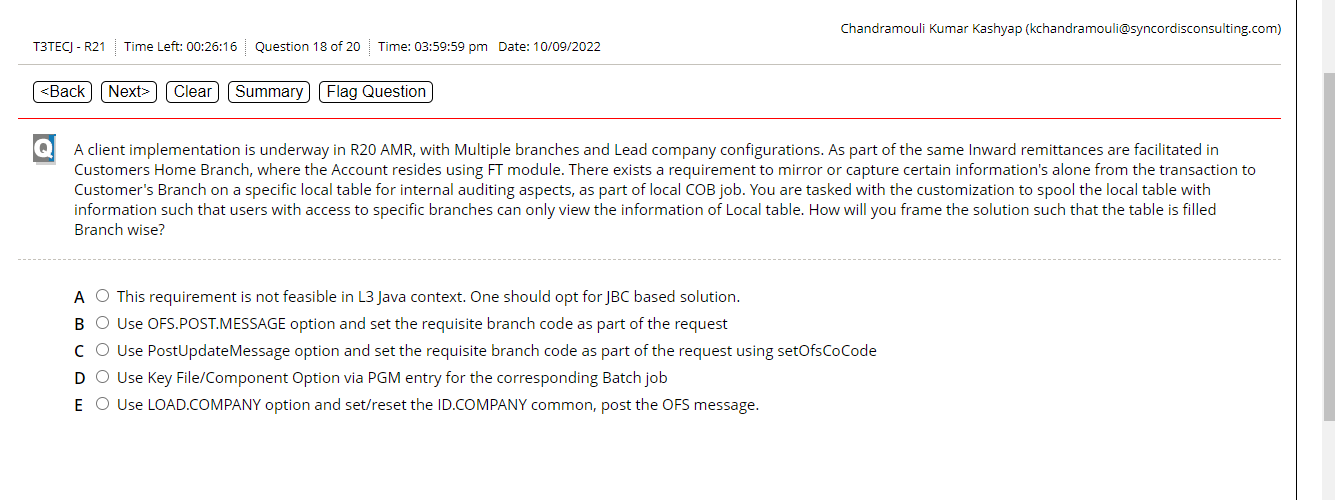 Chandramouli Kumar Kashyap (kchandramouli@syncordisconsulting.com)
T3TECJ - R21 Time Left: 00:26:16 Question 18 of 20 Time: 03:59:59 pm Date: 10/09/2022
<Back Next> Clear Summary Flag Question
Q A client implementation is underway in R20 AMR, with Multiple branches and Lead company configurations. As part of the same Inward remittances are facilitated in
Customers Home Branch, where the Account resides using FT module. There exists a requirement to mirror or capture certain information's alone from the transaction to
Customer's Branch on a specific local table for internal auditing aspects, as part of local COB job. You are tasked with the customization to spool the local table with
information such that users with access to specific branches can only view the information of Local table. How will you frame the solution such that the table is filled
Branch wise?
A This requirement is not feasible in L3 Java context. One should opt for JBC based solution.
B Use OFS.POST.MESSAGE option and set the requisite branch code as part of the request
C Use PostUpdateMessage option and set the requisite branch code as part of the request using setOfsCoCode
D Use Key File/Component Option via PGM entry for the corresponding Batch job
E Use LOAD.COMPANY option and set/reset the ID.COMPANY common, post the OFS message.